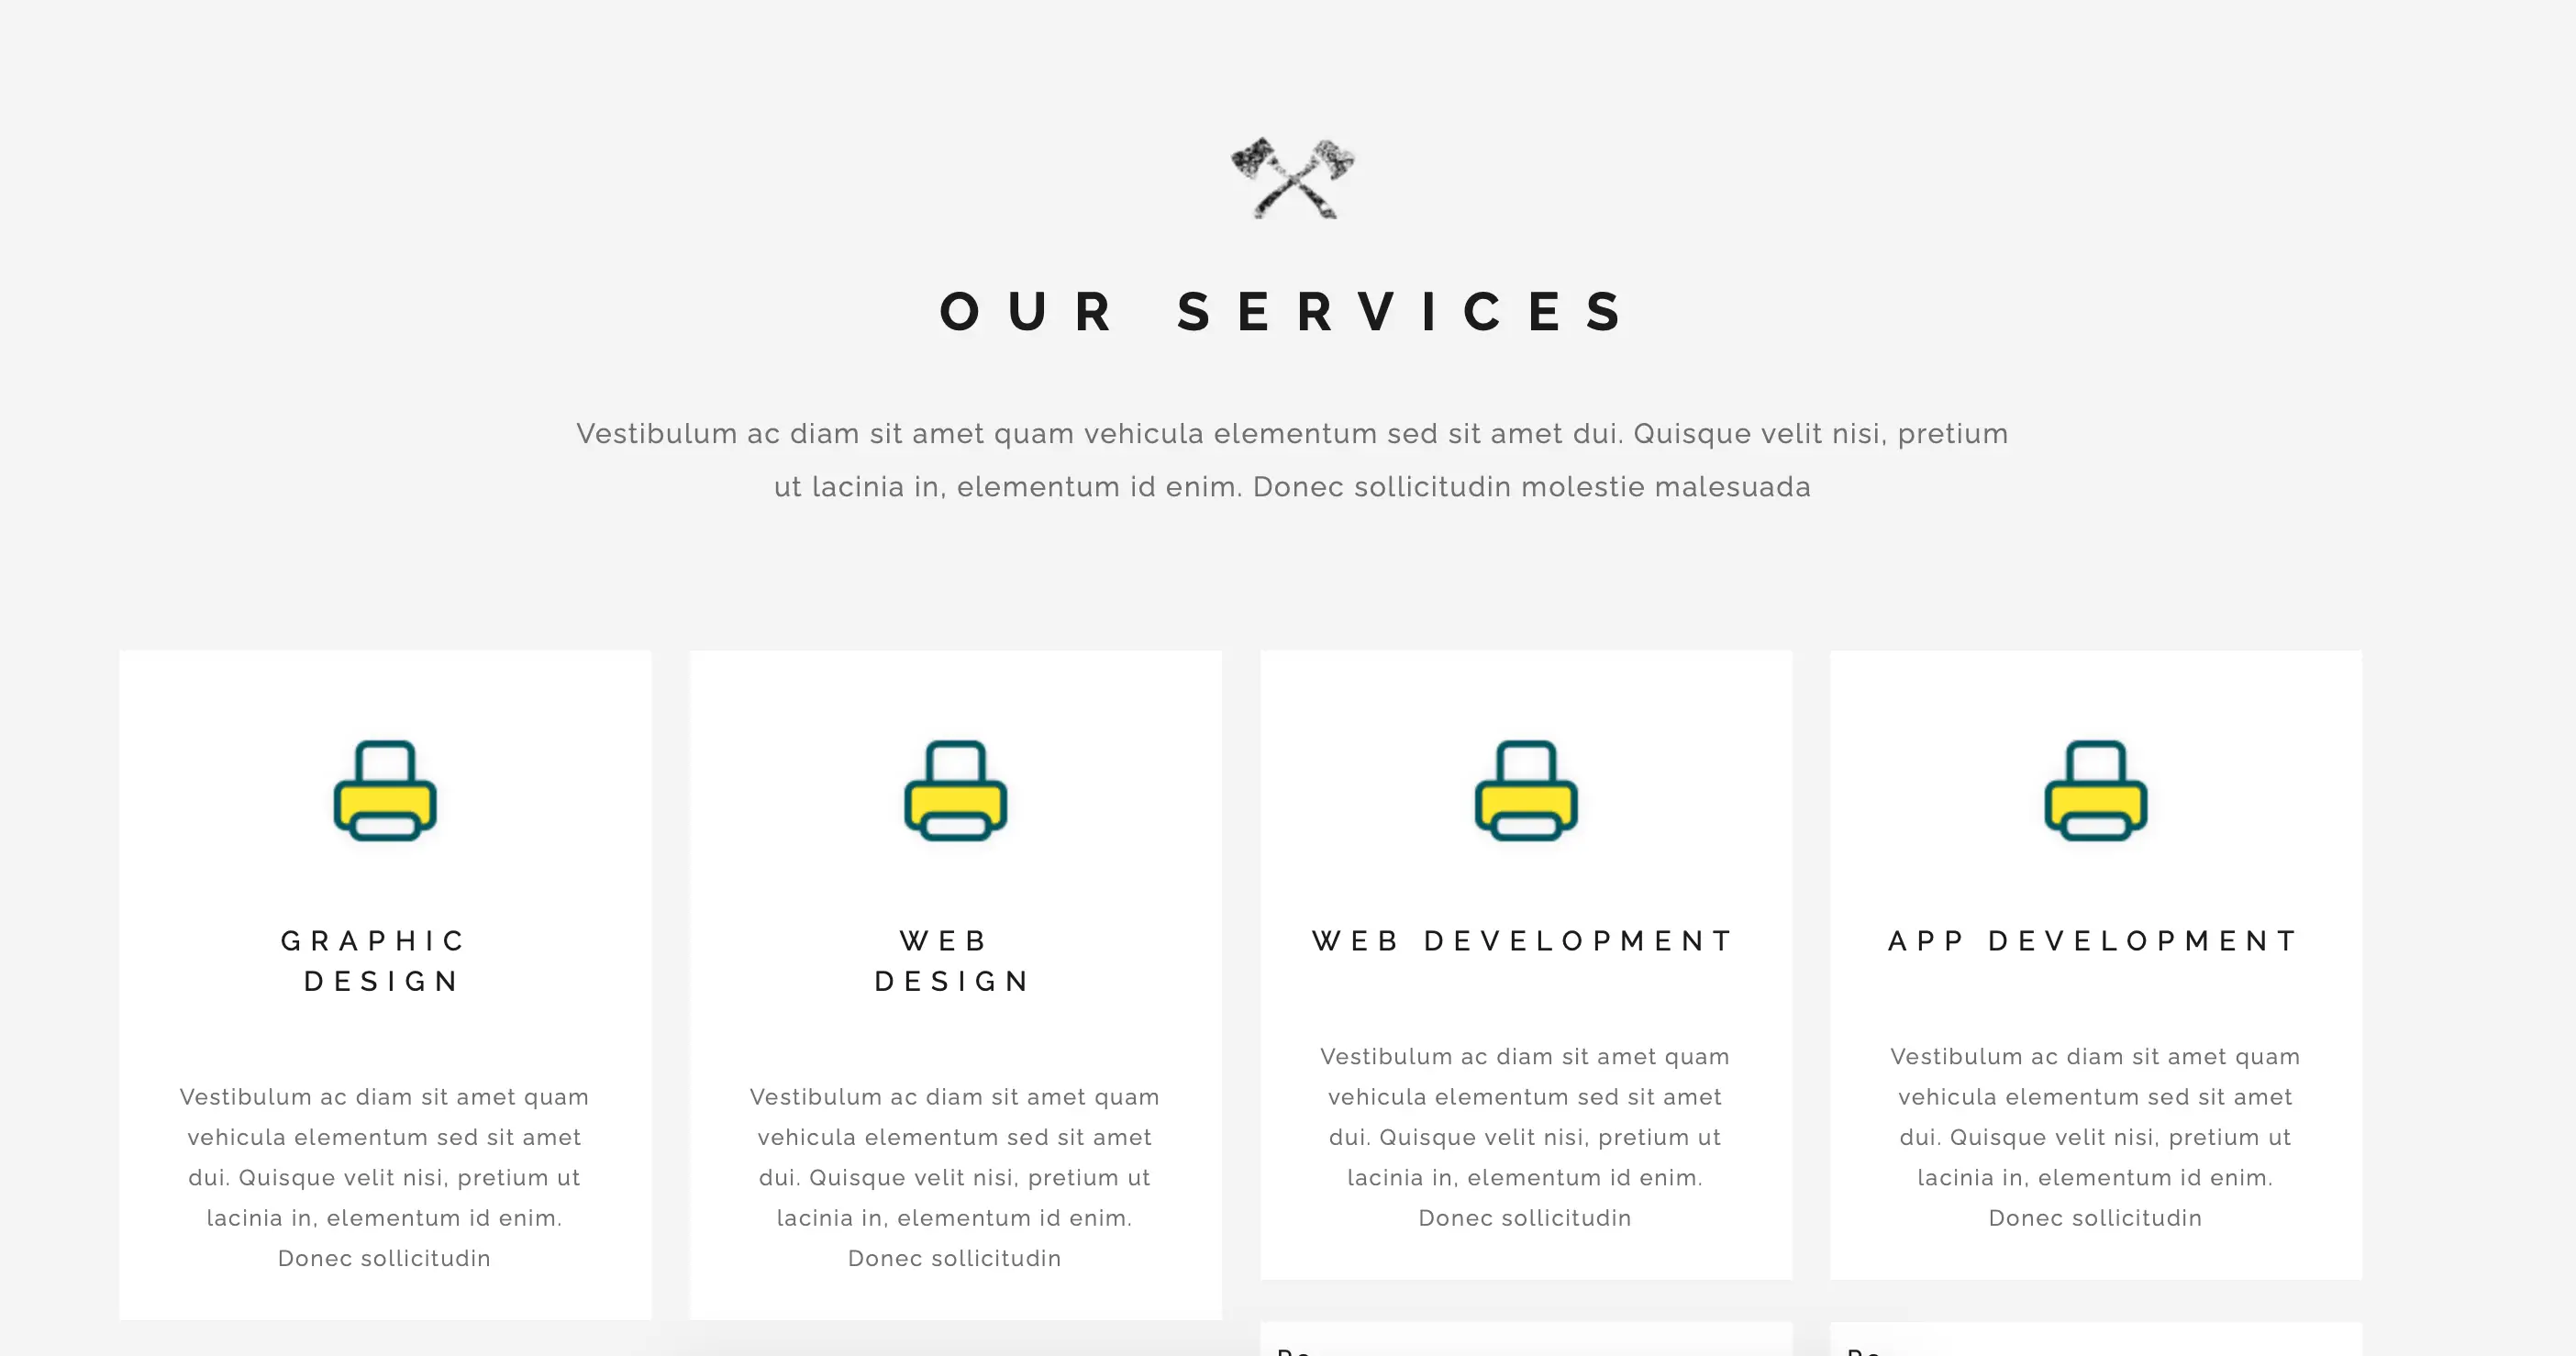 OUR SERVICES
Vestibulum ac diam sit amet quam vehicula elementum sed sit amet dui. Quisque velit nisi, pretium
ut lacinia in, elementum id enim. Donec sollicitudin molestie malesuada
GRAPHIC
DESIGN
Vestibulum ac diam sit amet quam
vehicula elementum sed sit amet
dui. Quisque velit nisi, pretium ut
lacinia in, elementum id enim.
Donec sollicitudin
WEB
DESIGN
Vestibulum ac diam sit amet quam
vehicula elementum sed sit amet
dui. Quisque velit nisi, pretium ut
lacinia in, elementum id enim.
Donec sollicitudin
WEB DEVELOPMENT
Vestibulum ac diam sit amet quam
vehicula elementum sed sit amet
dui. Quisque velit nisi, pretium ut
lacinia in, elementum id enim.
Donec sollicitudin
APP DEVELOPMENT
Vestibulum ac diam sit amet quam
vehicula elementum sed sit amet
dui. Quisque velit nisi, pretium ut
lacinia in, elementum id enim.
Donec sollicitudin